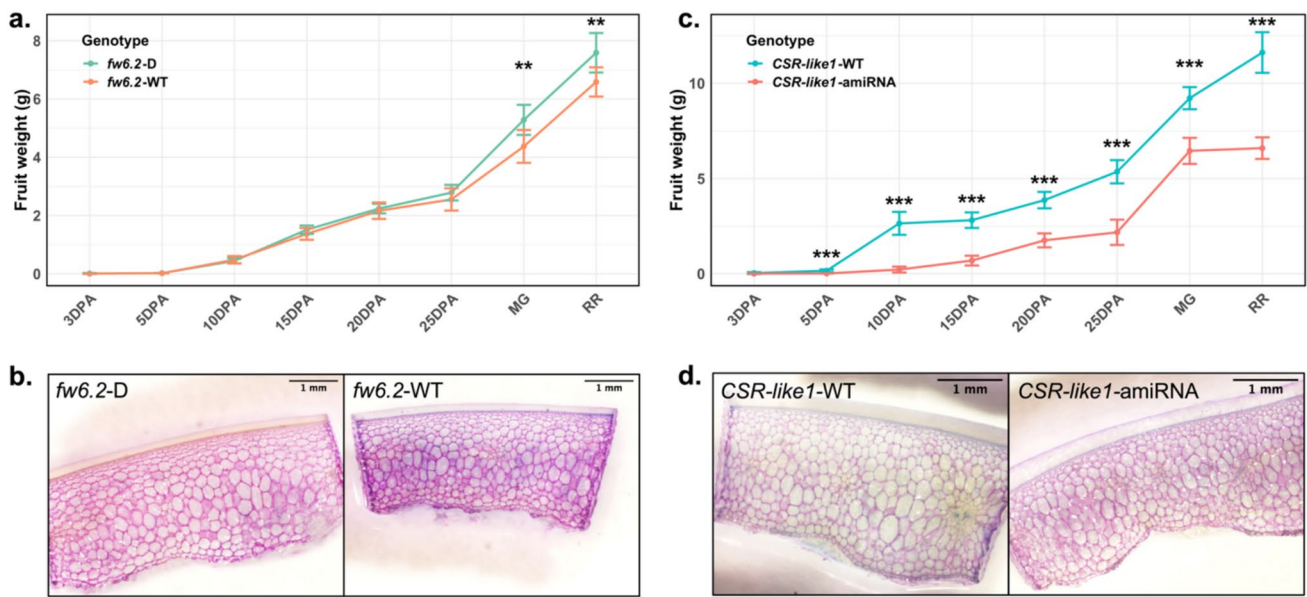 a.
Fruit weight (g)
8
6
4
2
0
Genotype
fw6.2-D
fw6.2-WT
**
**
3DPA
5DPA
10DPA
15DPA
20DPA
25DPA
MG
RR
c.
Fruit weight (g)
10
5
0
Genotype
CSR-like1-WT
CSR-like1-amiRNA
***
***
***
***
***
***
***
3DPA
5DPA
10DPA
15DPA
20DPA
25DPA
MG
RR
b.
fw6.2-D
1 mm
fw6.2-WT
1 mm
d.
CSR-like1-WT
1 mm
CSR-like1-amiRNA
1 mm